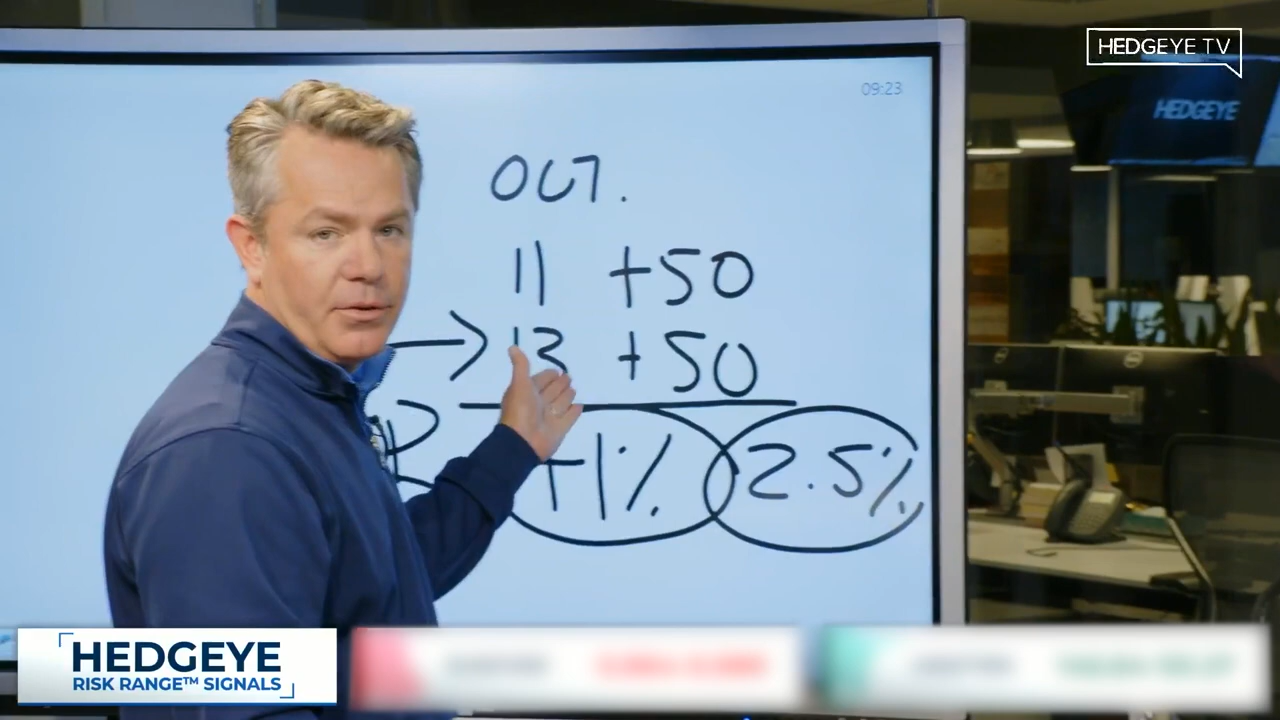 HEDGEYE TV
HEDGEYE
09:23
OCT.
11 +50
13 +50
+1% 2.5%
HEDGEYE
RISK RANGE™ SIGNALS